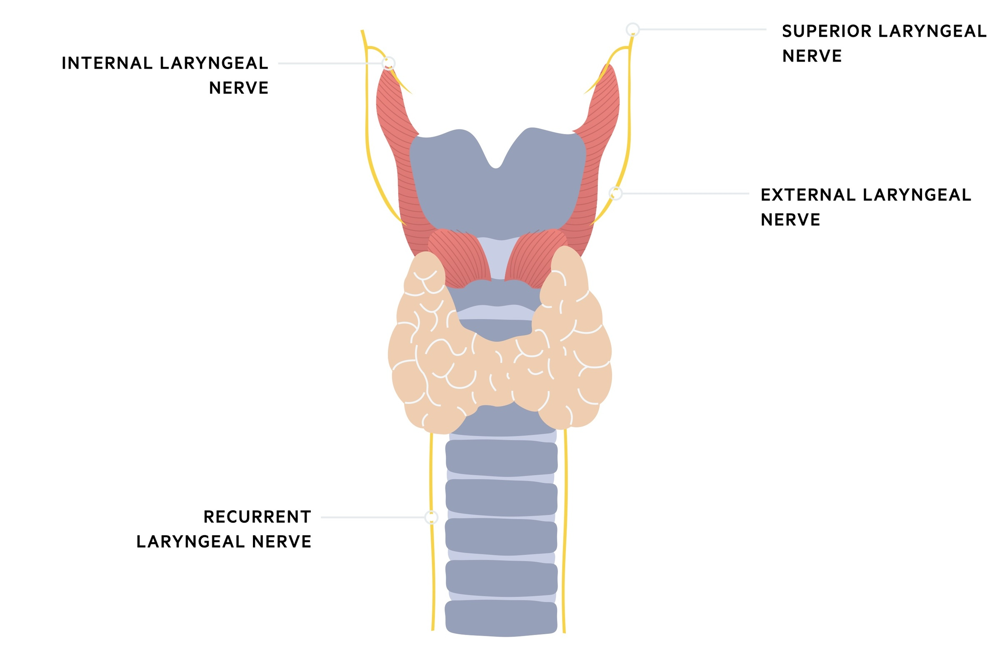 SUPERIOR LARYNGEAL
NERVE
INTERNAL LARYNGEAL
NERVE
EXTERNAL LARYNGEAL
NERVE
RECURRENT
LARYNGEAL NERVE